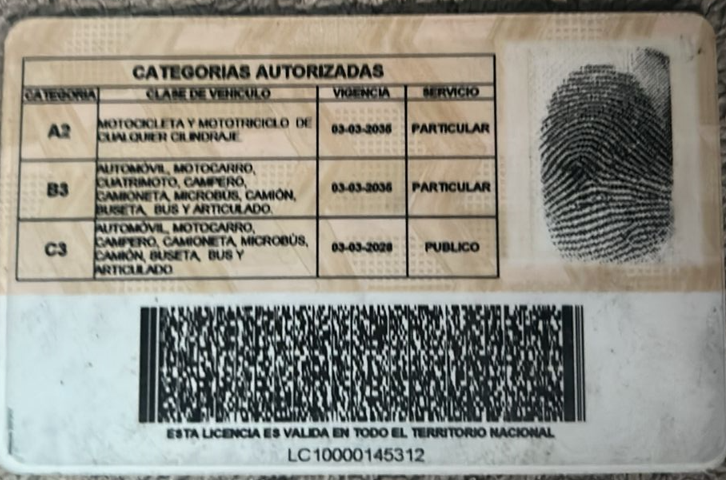 CATEGORIAS AUTORIZADAS
CATEGORIA CLASE DE VEHICULO VIGENCIA SERVICIO
A2 MOTOCICLETA Y MOTOTRICICLO DE CUALQUIER CILINDRAJE 03-03-2035 PARTICULAR
B3 AUTOMÓVIL, MOTOCARRO, CUATRIMOTO, CAMPERO, CAMIONETA, MICROBUS, CAMIÓN, BUSETA, BUS Y ARTICULADO. 03-03-2035 PARTICULAR
C3 AUTOMÓVIL, MOTOCARRO, CAMPERO, CAMIONETA, MICROBÚS, CAMIÓN, BUSETA, BUS Y ARTICULADO 03-03-2028 PUBLICO
ESTA LICENCIA ES VALIDA EN TODO EL TERRITORIO NACIONAL
LC10000145312